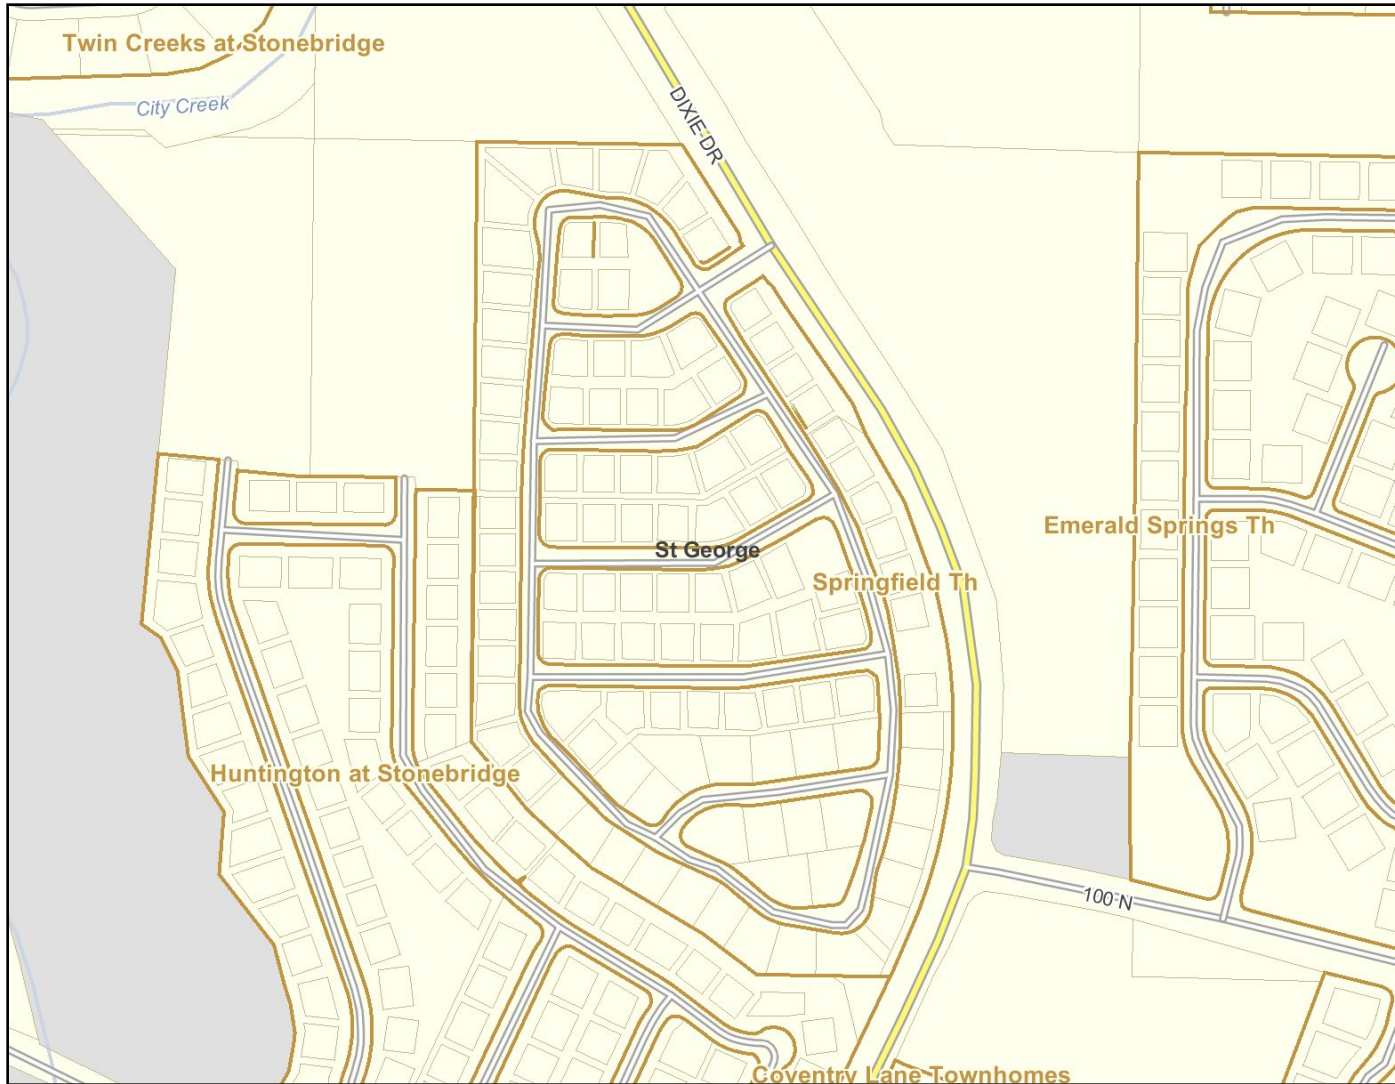 Twin Creeks at Stonebridge
City Creek
DIXIE DR
Emerald Springs Th
St George
Springfield Th
Huntington at Stonebridge
100 N
Coventry Lane Townhomes